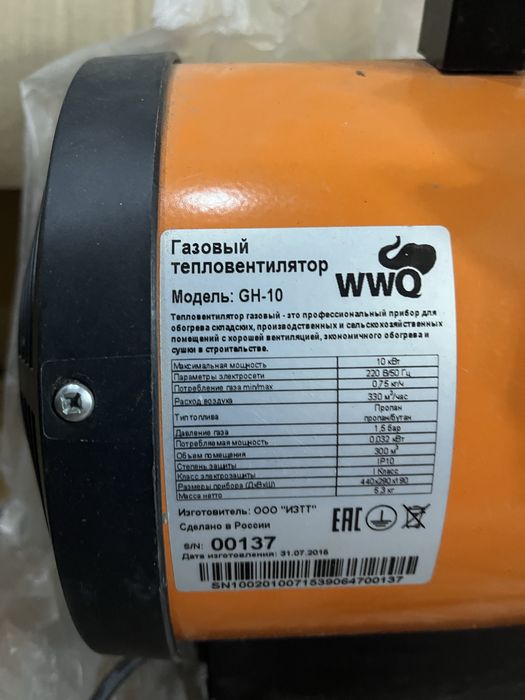 Газовый
тепловентилятор
WWQ
Модель: GH-10
Тепловентилятор газовый - это профессиональный прибор для
обогрева складских, производственных и сельскохозяйственных
помещений с хорошей вентиляцией, экономичного обогрева и
сушки в строительстве.
Максимальная мощность 10 кВт
Параметры электросети 220 В/50 Гц
Потребление газа min/max 0,75 кг/ч
Расход воздуха 330 м³/час
Тип топлива Пропан
пропан/бутан
Давление газа 1,5 бар
Потребляемая мощность 0,032 кВт
Объем помещения 300 м³
Степень защиты IP10
Класс электрозащиты I Класс
Размеры прибора (ДхВхШ) 440x290x190
Масса нетто 5,3 кг
Изготовитель: ООО "ИЗТТ"
Сделано в России
EAC
S/N: 00137
Дата изготовления: 31.07.2015
SN1002010071539064700137